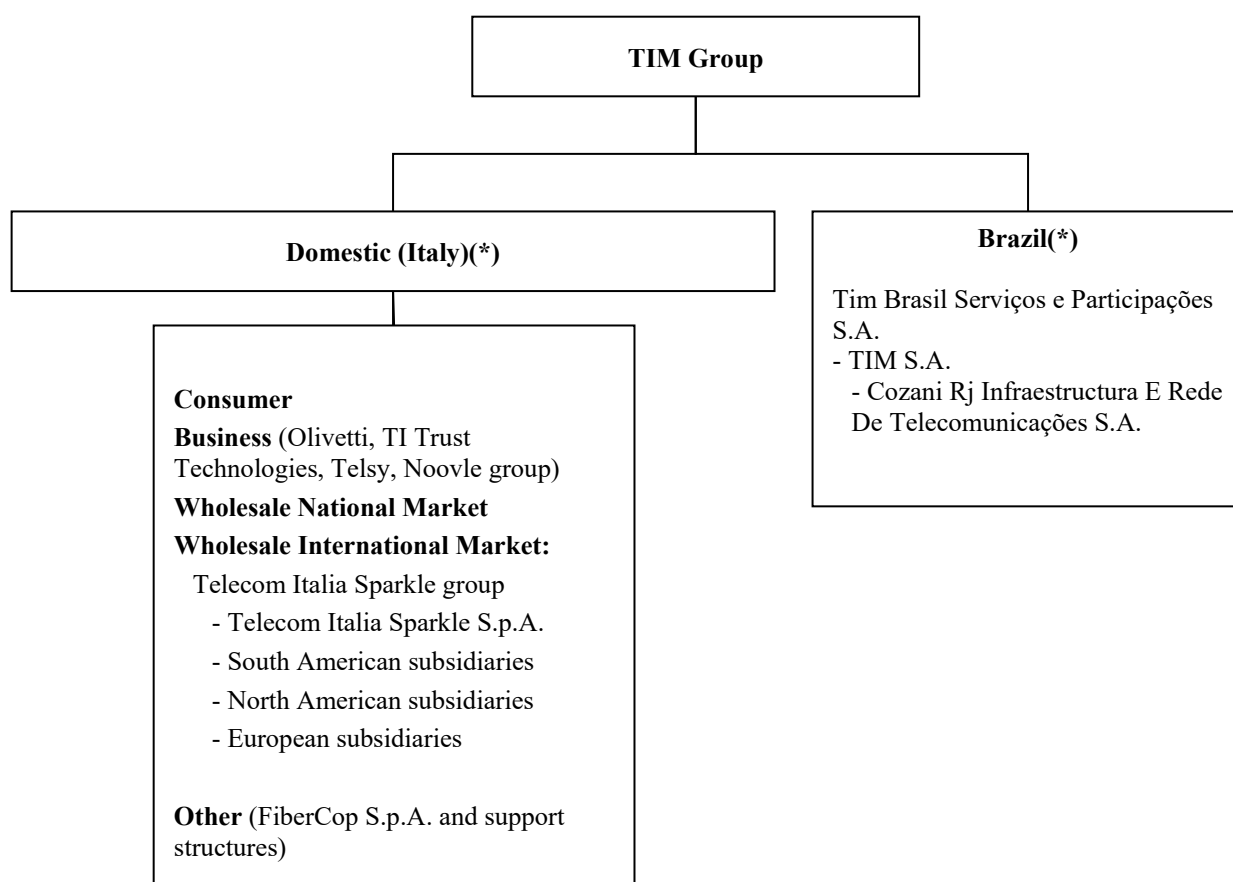 TIM Group
Domestic (Italy)(*)
Brazil(*)
Tim Brasil Serviços e Participações
S.A.
- TIM S.A.
- Cozani Rj Infraestructura E Rede
De Telecomunicações S.A.
Consumer
Business (Olivetti, TI Trust
Technologies, Telsy, Noovle group)
Wholesale National Market
Wholesale International Market:
Telecom Italia Sparkle group
- Telecom Italia Sparkle S.p.A.
- South American subsidiaries
- North American subsidiaries
- European subsidiaries
Other (FiberCop S.p.A. and support
structures)